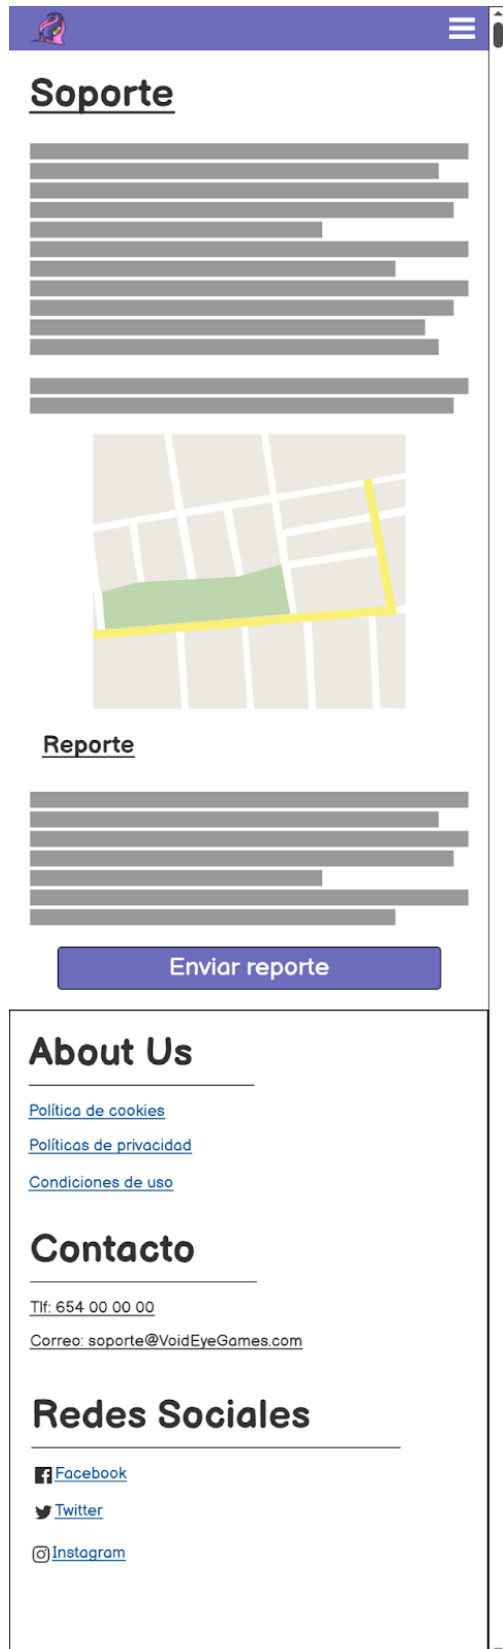 Soporte
Reporte
Enviar reporte
About Us
Política de cookies
Políticas de privacidad
Condiciones de uso
Contacto
Tlf: 654 00 00 00
Correo: soporte@VoidEyeGames.com
Redes Sociales
Facebook
Twitter
Instagram